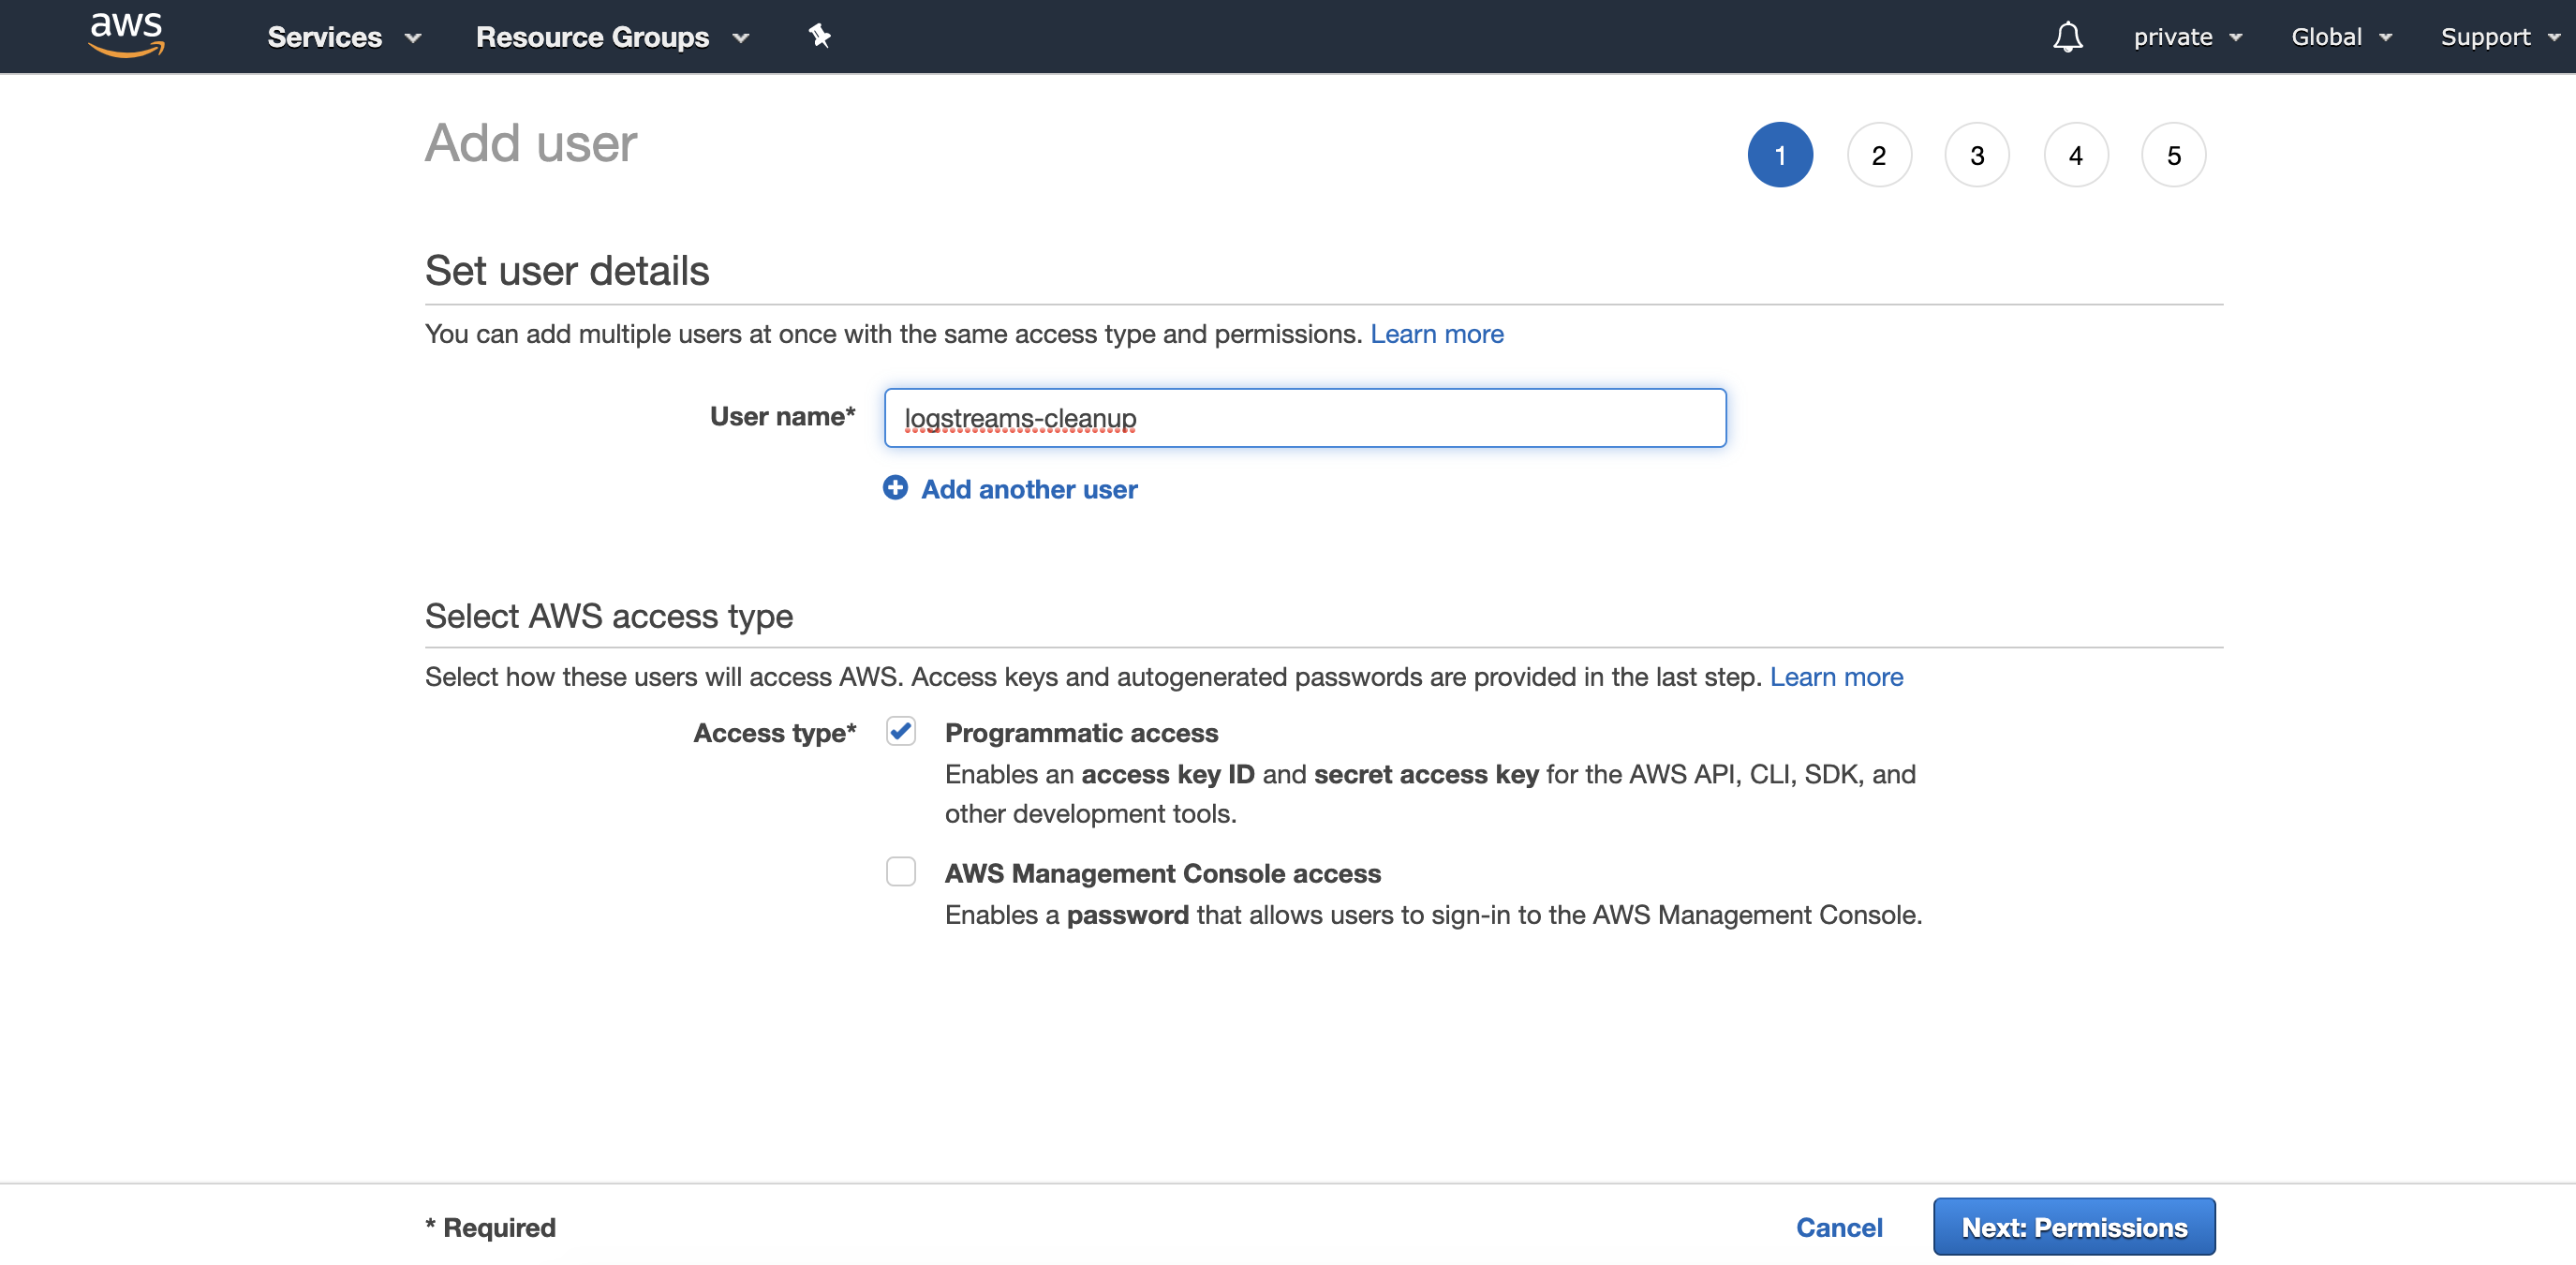 aws Services Resource Groups private Global Support
Add user 1 2 3 4 5
Set user details
You can add multiple users at once with the same access type and permissions. Learn more
User name* logstreams-cleanup
Add another user
Select AWS access type
Select how these users will access AWS. Access keys and autogenerated passwords are provided in the last step. Learn more
Access type* Programmatic access
Enables an access key ID and secret access key for the AWS API, CLI, SDK, and
other development tools.
AWS Management Console access
Enables a password that allows users to sign-in to the AWS Management Console.
* Required Cancel Next: Permissions